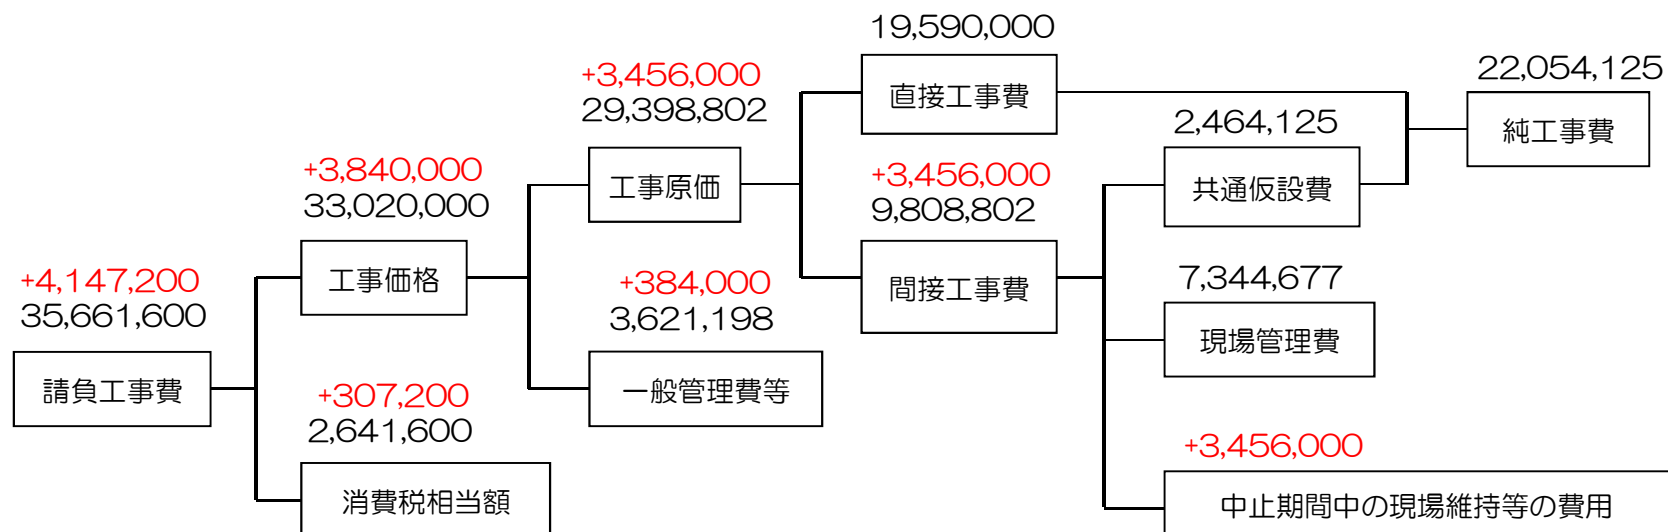 19,590,000
直接工事費
22,054,125
純工事費
+3,456,000
29,398,802
工事原価
2,464,125
共通仮設費
+3,840,000
33,020,000
工事価格
+3,456,000
9,808,802
間接工事費
+4,147,200
35,661,600
請負工事費
+384,000
3,621,198
一般管理費等
7,344,677
現場管理費
+307,200
2,641,600
消費税相当額
+3,456,000
中止期間中の現場維持等の費用